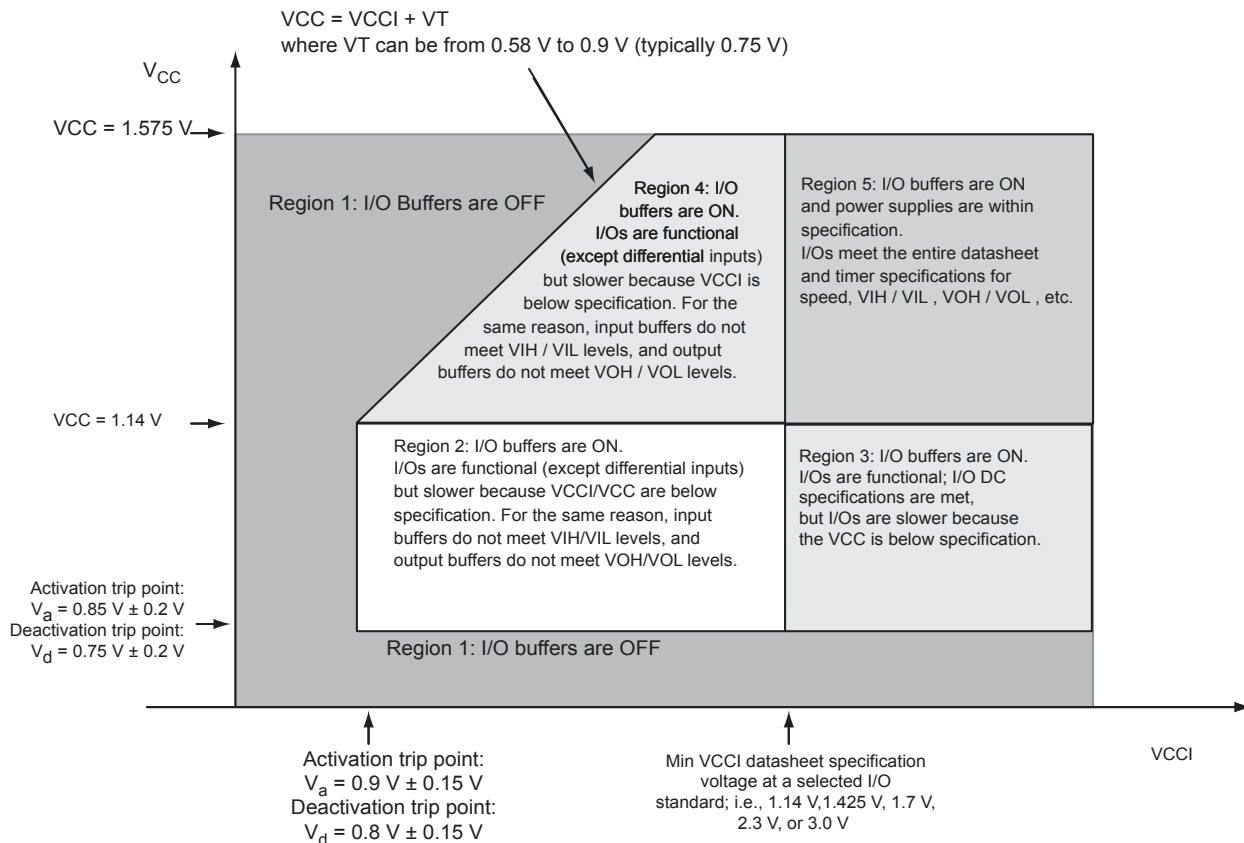 VCC = VCCI + VT
where VT can be from 0.58 V to 0.9 V (typically 0.75 V)
VCC
VCC = 1.575 V
Region 1: I/O Buffers are OFF
Region 4: I/O
buffers are ON.
I/Os are functional
(except differential inputs)
but slower because VCCI is
below specification. For the
same reason, input buffers do not
meet VIH / VIL levels, and output
buffers do not meet VOH / VOL levels.
Region 5: I/O buffers are ON
and power supplies are within
specification.
I/Os meet the entire datasheet
and timer specifications for
speed, VIH / VIL , VOH / VOL , etc.
VCC = 1.14 V
Region 2: I/O buffers are ON.
I/Os are functional (except differential inputs)
but slower because VCCI/VCC are below
specification. For the same reason, input
buffers do not meet VIH/VIL levels, and
output buffers do not meet VOH/VOL levels.
Region 3: I/O buffers are ON.
I/Os are functional; I/O DC
specifications are met,
but I/Os are slower because
the VCC is below specification.
Activation trip point:
Va = 0.85 V ± 0.2 V
Deactivation trip point:
Vd = 0.75 V ± 0.2 V
Region 1: I/O buffers are OFF
Activation trip point:
Va = 0.9 V ± 0.15 V
Deactivation trip point:
Vd = 0.8 V ± 0.15 V
Min VCCI datasheet specification
voltage at a selected I/O
standard; i.e., 1.14 V,1.425 V, 1.7 V,
2.3 V, or 3.0 V
VCCI